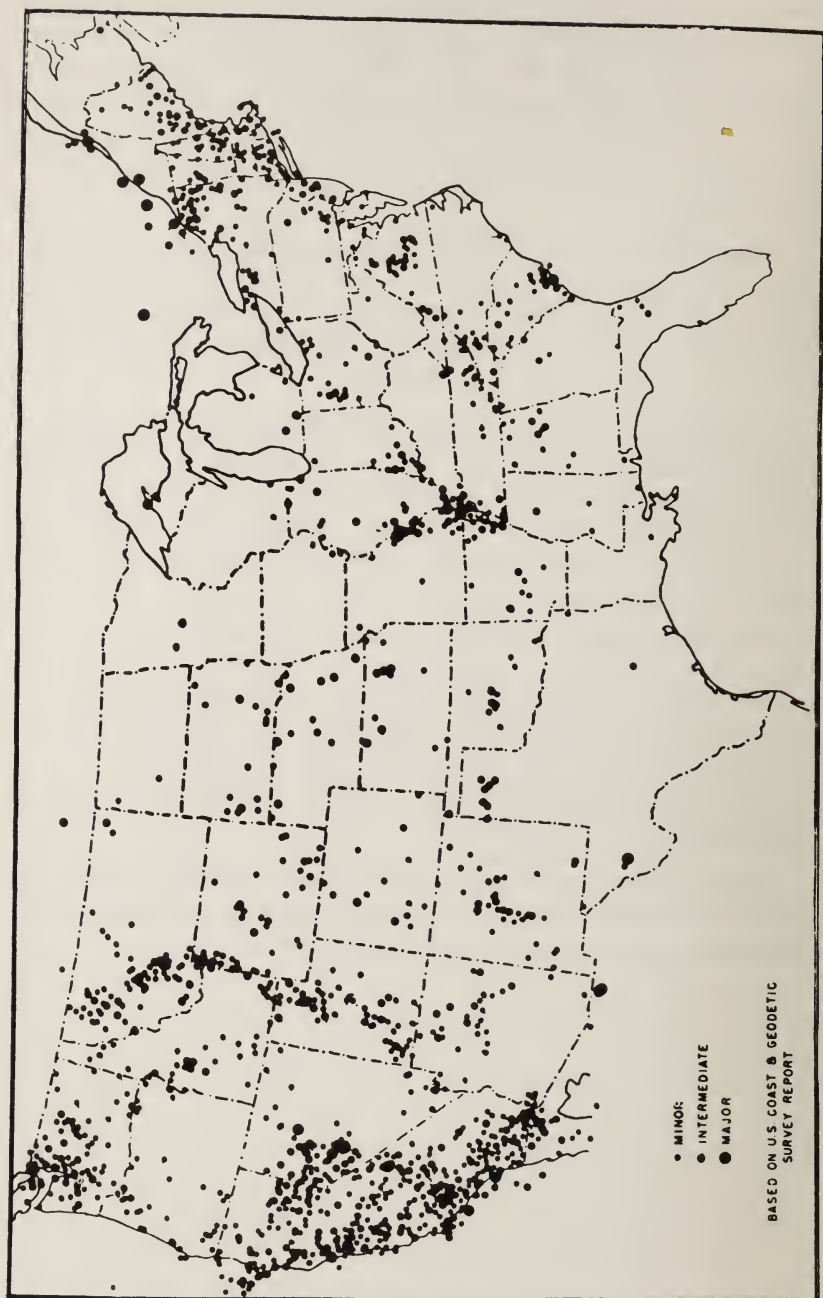 MINOR
INTERMEDIATE
MAJOR
BASED ON U.S. COAST & GEODETIC
SURVEY REPORT